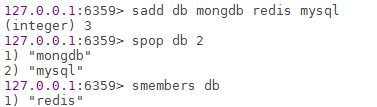 127.0.0.1:6359> sadd db mongdb redis mysql
(integer) 3
127.0.0.1:6359> spop db 2
1) "mongdb"
2) "mysql"
127.0.0.1:6359> smembers db
1) "redis"